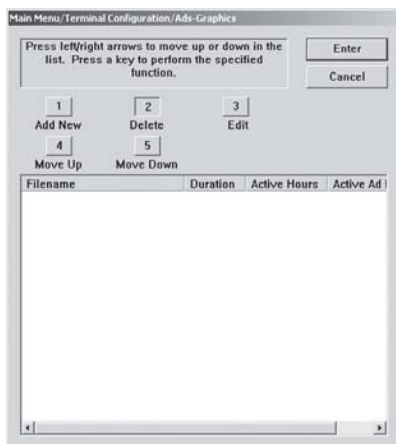 Main Menu/Terminal Configuration/Ads-Graphics
Press left/right arrows to move up or down in the
list. Press a key to perform the specified
function.
Enter
Cancel
1 2 3
Add New Delete Edit
4 5
Move Up Move Down
Filename Duration Active Hours Active Ad